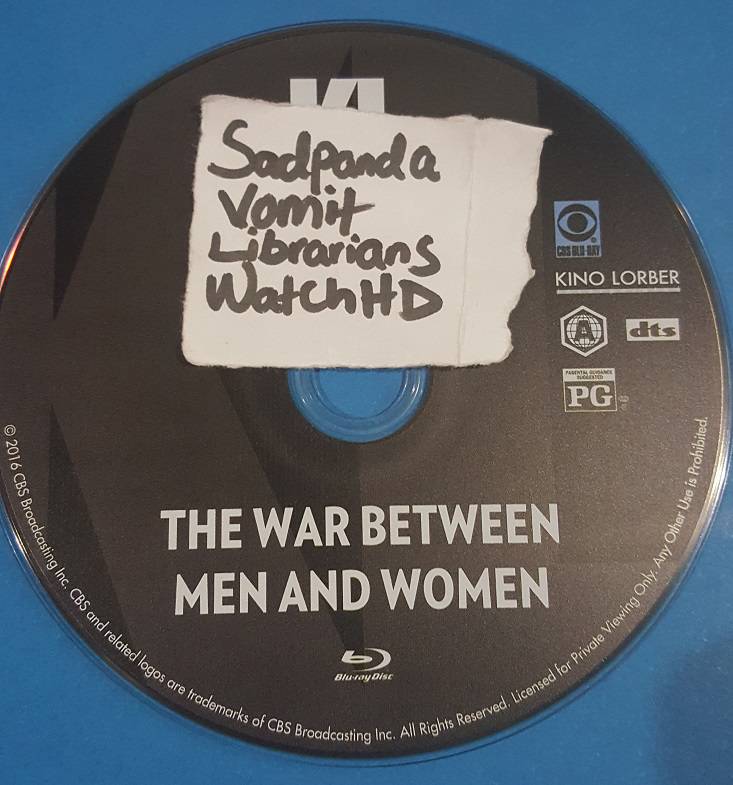 Sadpanda
Vomit
Librarians
WatchHD
CBS BLU-RAY
KINO LORBER
A
dts
PARENTAL GUIDANCE SUGGESTED
PG
THE WAR BETWEEN
MEN AND WOMEN
Blu-ray Disc
© 2016 CBS Broadcasting Inc. CBS and related logos are trademarks of CBS Broadcasting Inc. All Rights Reserved. Licensed for Private Viewing Only. Any Other Use is Prohibited.